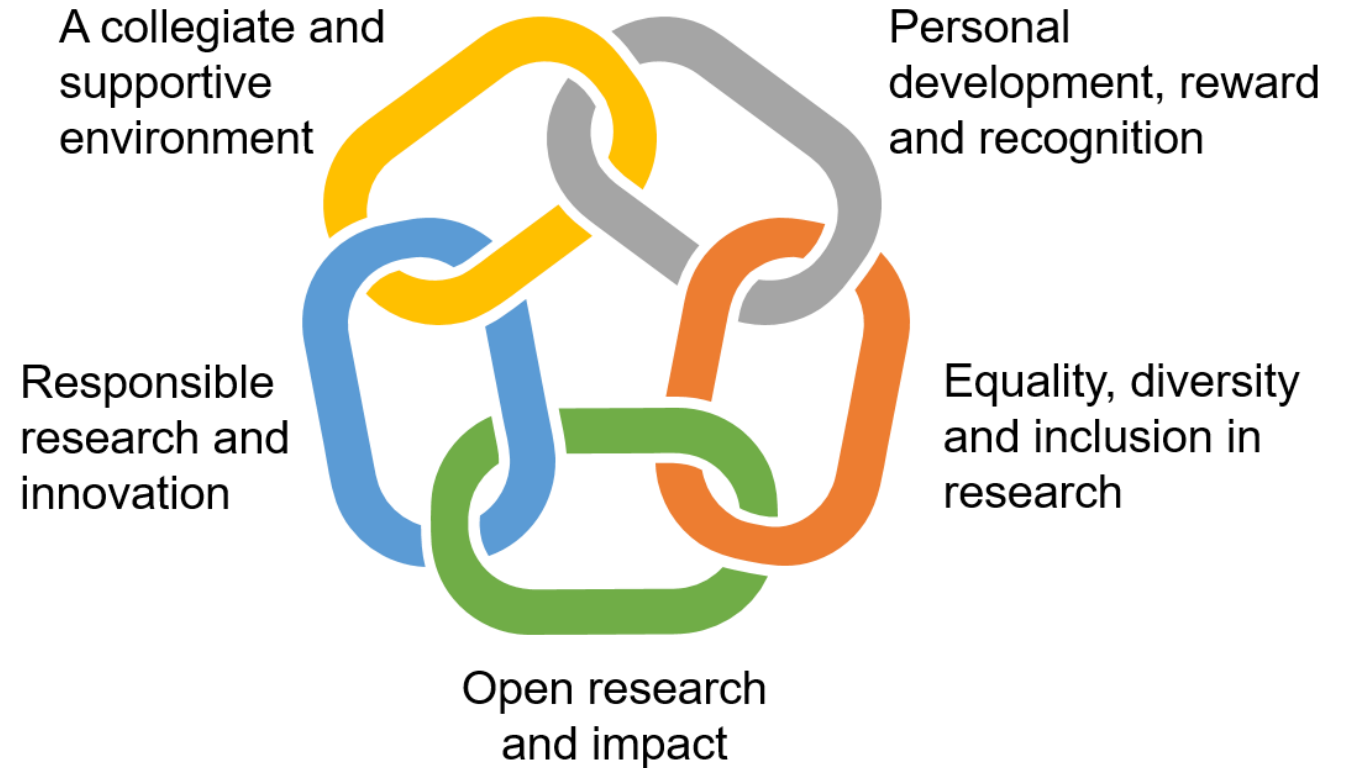 A collegiate and
supportive
environment
Personal
development, reward
and recognition
Responsible
research and
innovation
Equality, diversity
and inclusion in
research
Open research
and impact